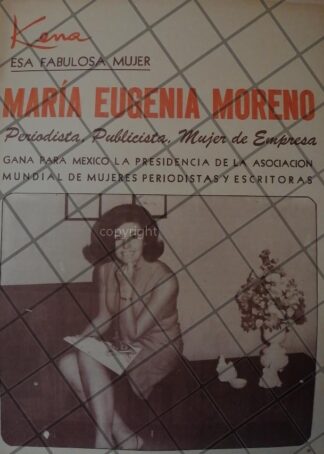 Kena
ESA FABULOSA MUJER
MARÍA EUGENIA MORENO
Periodista, Publicista, Mujer de Empresa
GANA PARA MEXICO LA PRESIDENCIA DE LA ASOCIACION
MUNDIAL DE MUJERES PERIODISTAS Y ESCRITORAS
copyright